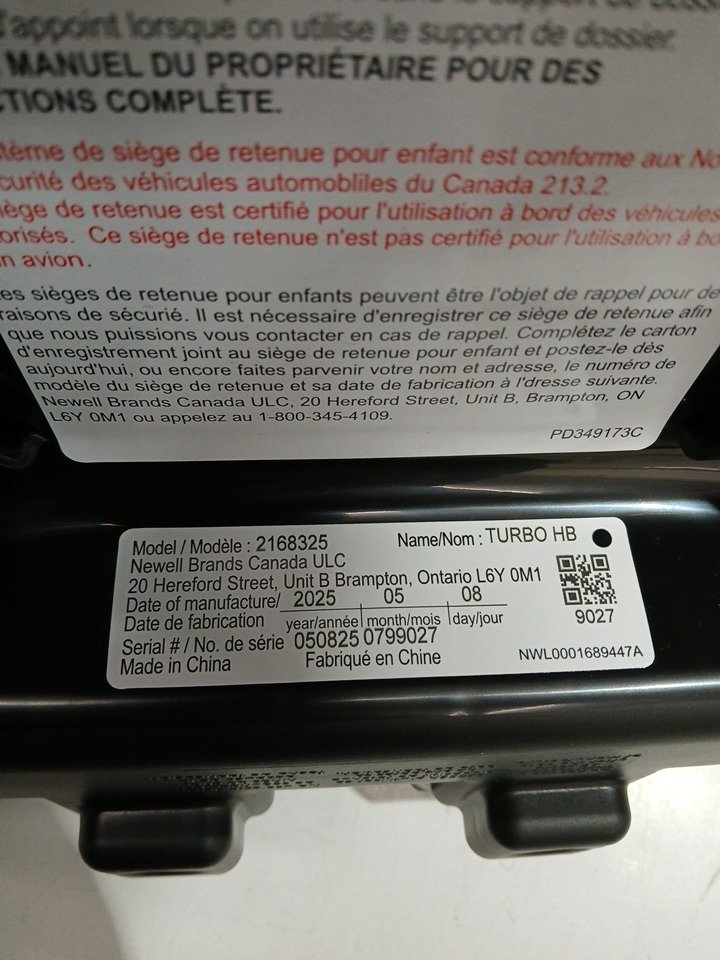 d'appoint lorsque on utilise le support de dossier.
MANUEL DU PROPRIÉTAIRE POUR DES
CTIONS COMPLÈTE.
tème de siège de retenue pour enfant est conforme aux No
curité des véhicules automobliles du Canada 213.2.
iège de retenue est certifié pour l'utilisation à bord des véhicules
orisés. Ce siège de retenue n'est pas certifié pour l'utilisation à bo
n avion.
es sièges de retenue pour enfants peuvent être l'objet de rappel pour de
raisons de sécurié. Il est nécessaire d'enregistrer ce siège de retenue afin
que nous puissions vous contacter en cas de rappel. Complétez le carton
d'enregistrement joint au siège de retenue pour enfant et postez-le dès
aujourd'hui, ou encore faites parvenir votre nom et adresse, le numéro de
modèle du siège de retenue et sa date de fabrication à l'dresse suivante.
Newell Brands Canada ULC, 20 Hereford Street, Unit B, Brampton, ON
L6Y 0M1 ou appelez au 1-800-345-4109.
PD349173C
Model / Modèle : 2168325 Name/Nom : TURBO HB
Newell Brands Canada ULC
20 Hereford Street, Unit B Brampton, Ontario L6Y 0M1
Date of manufacture/ 2025 05 08
Date de fabrication year/année month/mois day/jour
9027
Serial # / No. de série 050825 0799027
Made in China Fabriqué en Chine NWL0001689447A